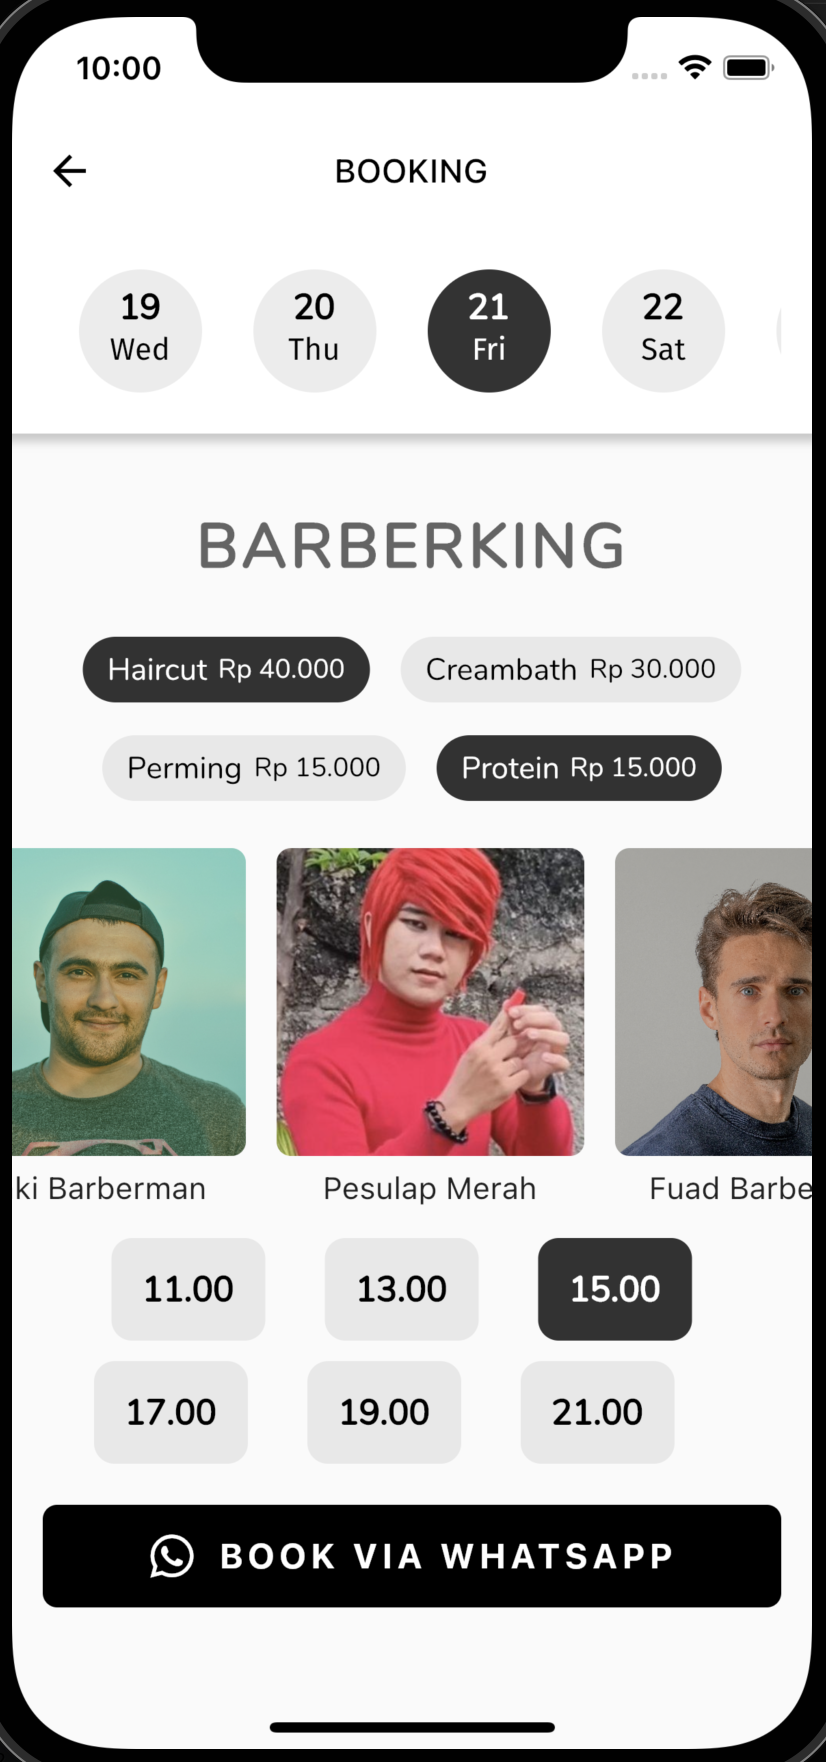 10:00
BOOKING
19 20 21 22
Wed Thu Fri Sat
BARBERKING
Haircut Rp 40.000 Creambath Rp 30.000
Perming Rp 15.000 Protein Rp 15.000
ki Barberman Pesulap Merah Fuad Barbe
11.00 13.00 15.00
17.00 19.00 21.00
BOOK VIA WHATSAPP